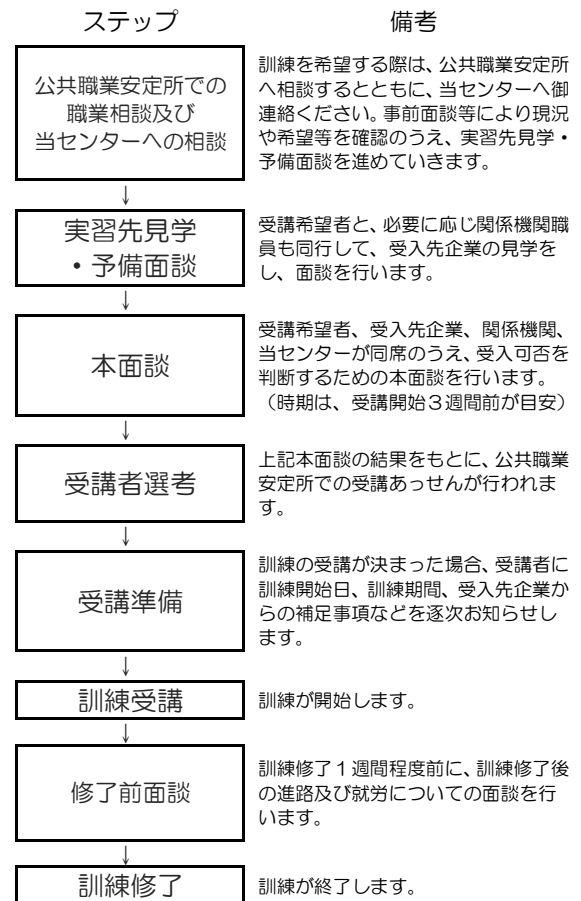 ステップ
備考
公共職業安定所での
職業相談及び
当センターへの相談
訓練を希望する際は、公共職業安定所
へ相談するとともに、当センターへ御
連絡ください。事前面談等により現況
や希望等を確認のうえ、実習先見学・
予備面談を進めていきます。
↓
実習先見学
・予備面談
受講希望者と、必要に応じ関係機関職
員も同行して、受入先企業の見学を
し、面談を行います。
↓
本面談
受講希望者、受入先企業、関係機関、
当センターが同席のうえ、受入可否を
判断するための本面談を行います。
（時期は、受講開始３週間前が目安）
↓
受講者選考
上記本面談の結果をもとに、公共職業
安定所での受講あっせんが行われま
す。
↓
受講準備
訓練の受講が決まった場合、受講者に
訓練開始日、訓練期間、受入先企業か
らの補足事項などを逐次お知らせし
ます。
↓
訓練受講
訓練が開始します。
↓
修了前面談
訓練修了１週間程度前に、訓練修了後
の進路及び就労についての面談を行
います。
↓
訓練修了
訓練が終了します。